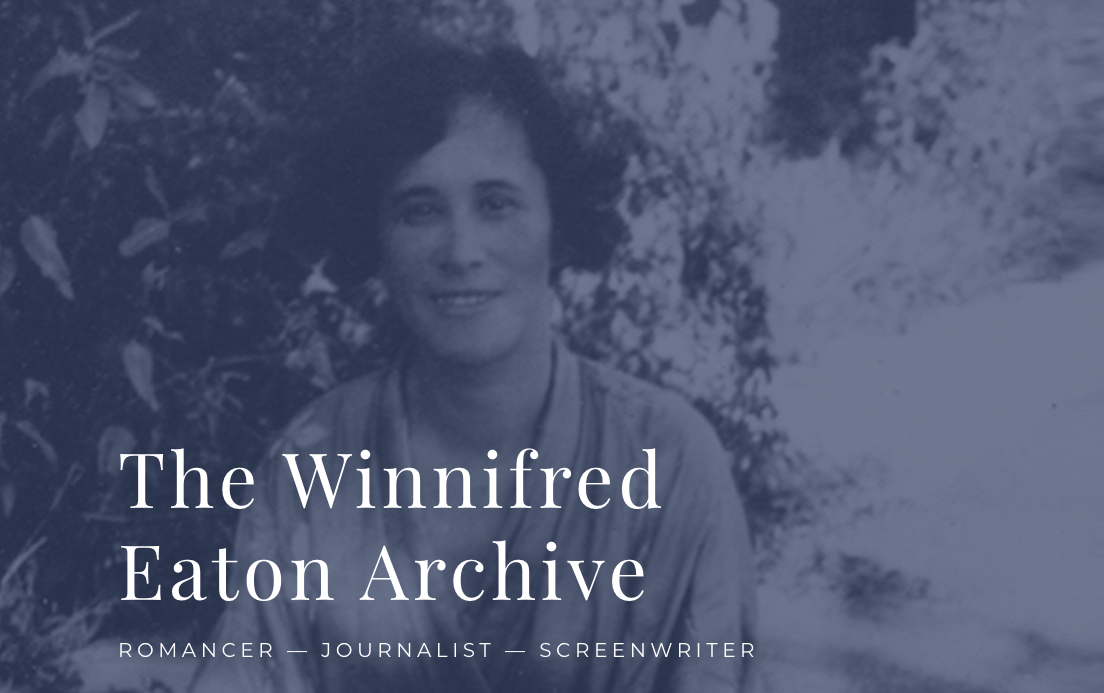 The Winnifred
Eaton Archive
ROMANCER — JOURNALIST — SCREENWRITER